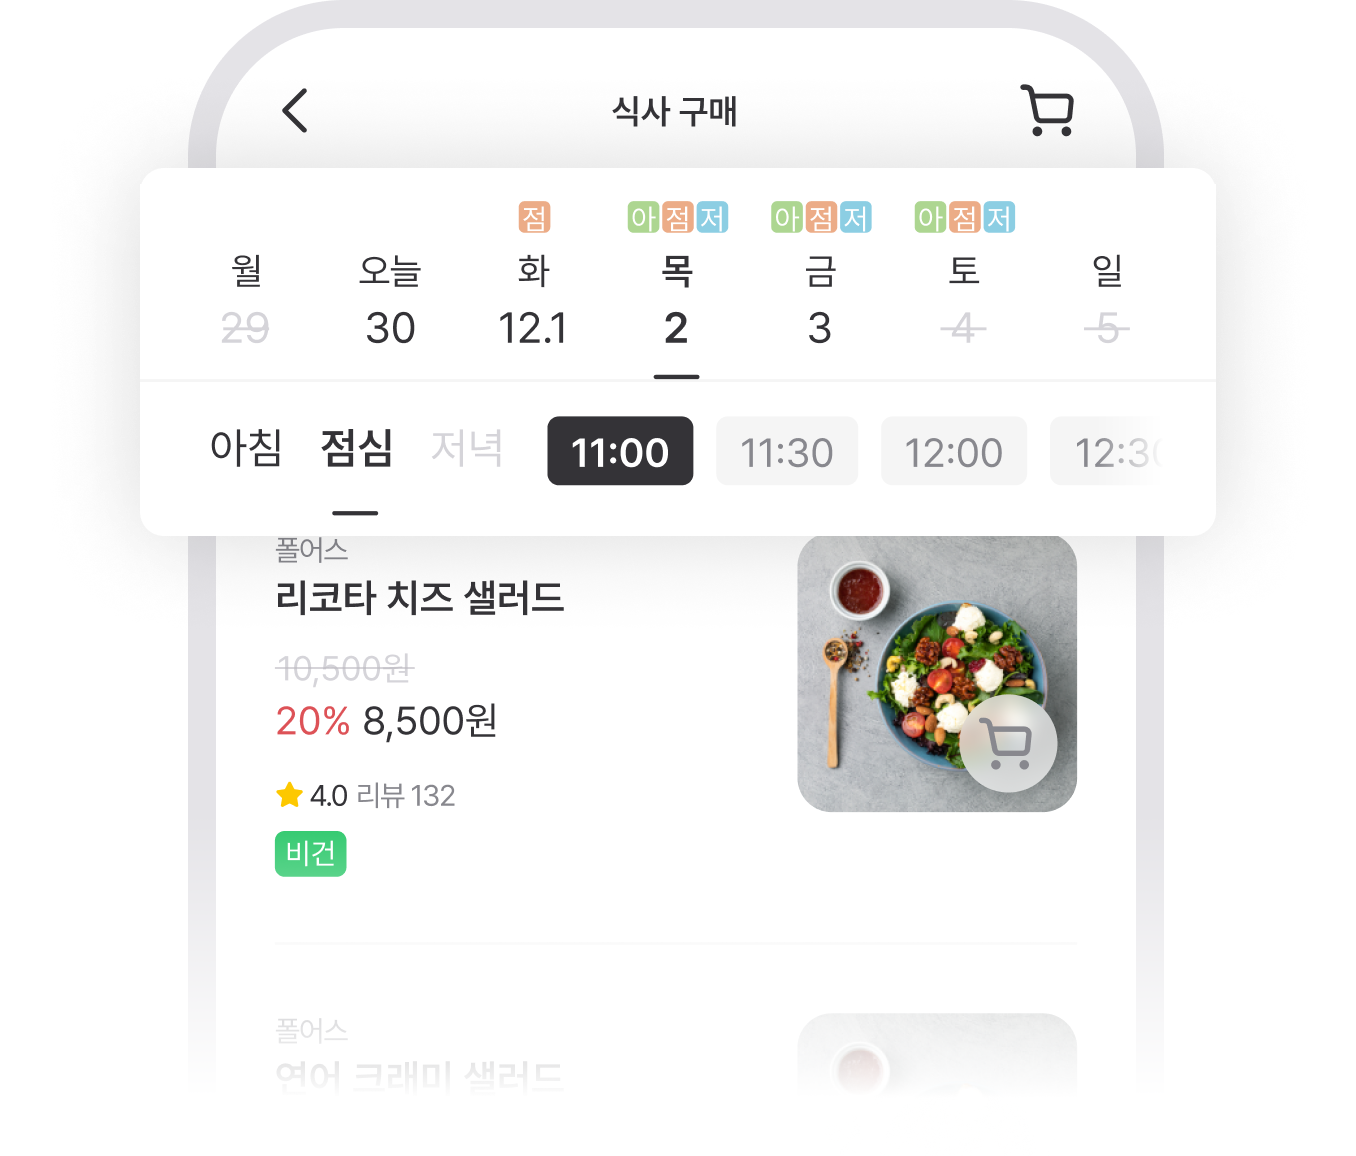 식사 구매
점 아점저 아점저 아점저
월 오늘 화 목 금 토 일
29 30 12.1 2 3 4 5
아침 점심 저녁 11:00 11:30 12:00 12:30
폴어스
리코타 치즈 샐러드
10,500원
20% 8,500원
4.0 리뷰 132
비건
폴어스
연어 크래미 샐러드